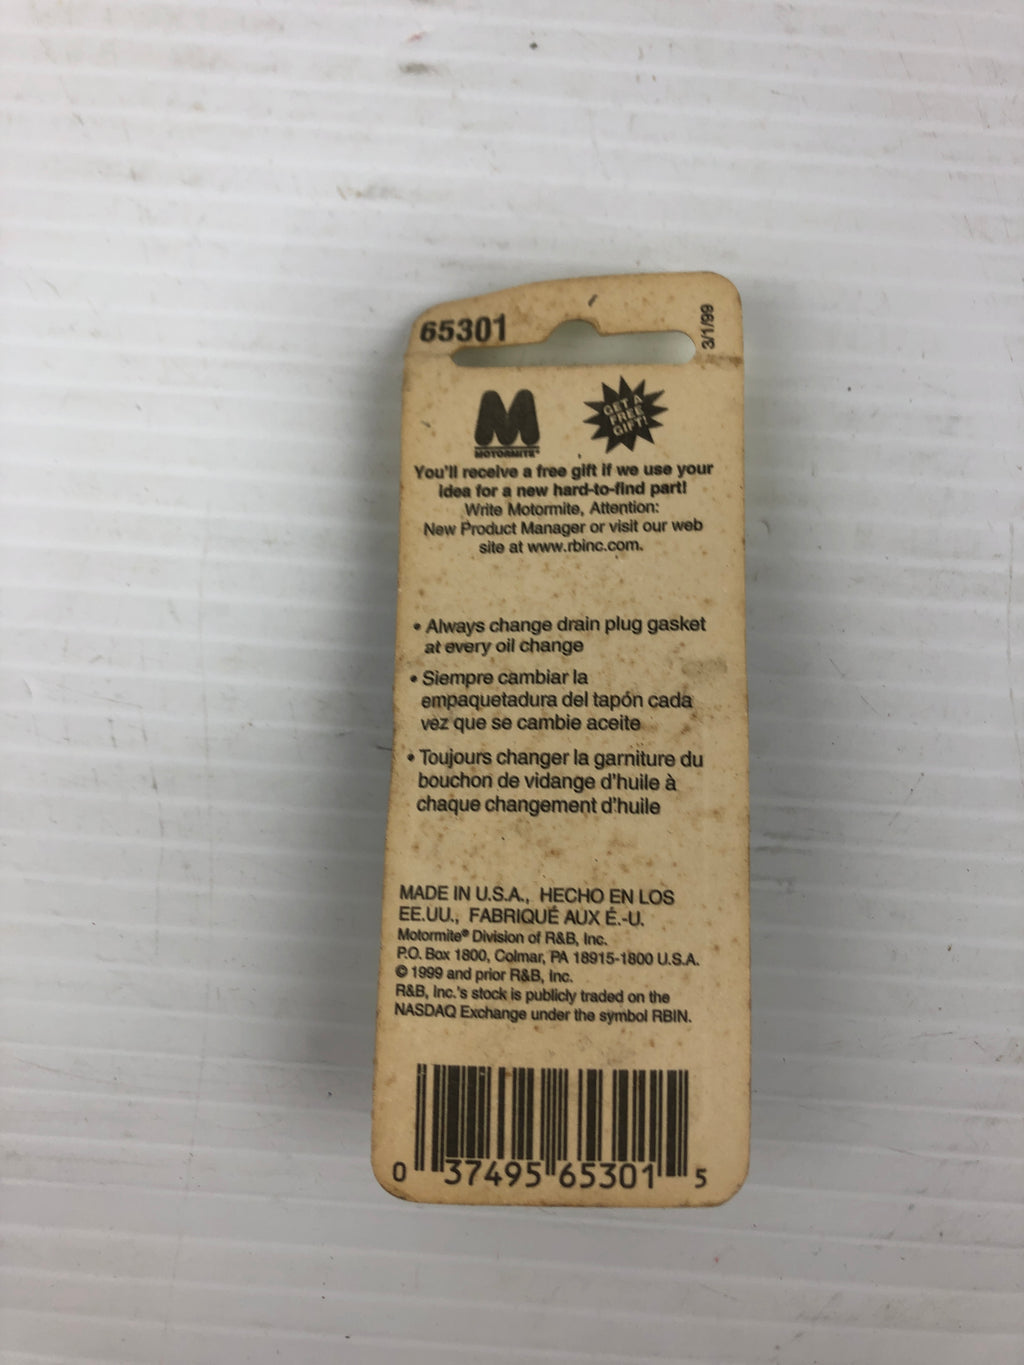 65301
3/1/99
M
MOTORMITE®
GET A
FREE
GIFT!
You'll receive a free gift if we use your
idea for a new hard-to-find part!
Write Motormite, Attention:
New Product Manager or visit our web
site at www.rbinc.com.
• Always change drain plug gasket
at every oil change
• Siempre cambiar la
empaquetadura del tapón cada
vez que se cambie aceite
• Toujours changer la garniture du
bouchon de vidange d'huile à
chaque changement d'huile
MADE IN U.S.A., HECHO EN LOS
EE.UU., FABRIQUÉ AUX É.-U.
Motormite® Division of R&B, Inc.
P.O. Box 1800, Colmar, PA 18915-1800 U.S.A.
© 1999 and prior R&B, Inc.
R&B, Inc.'s stock is publicly traded on the
NASDAQ Exchange under the symbol RBIN.
0 37495 65301 5